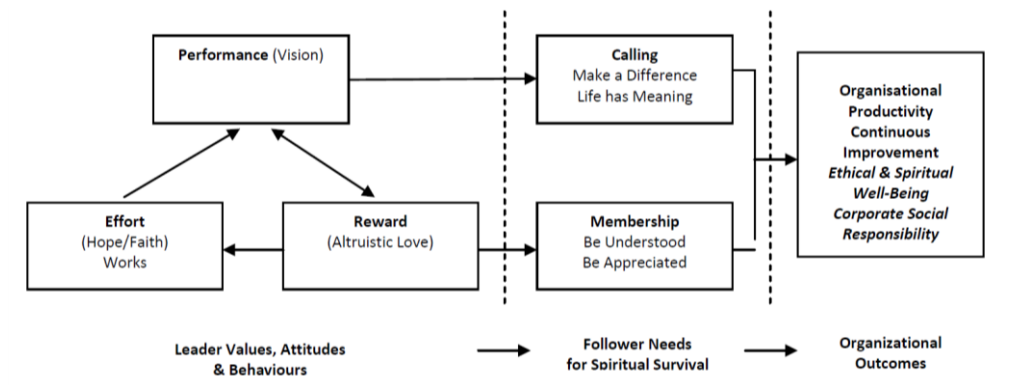 Performance (Vision)
Calling
Make a Difference
Life has Meaning
Organisational
Productivity
Continuous
Improvement
Ethical & Spiritual
Well-Being
Corporate Social
Responsibility
Effort
(Hope/Faith)
Works
Reward
(Altruistic Love)
Membership
Be Understood
Be Appreciated
Leader Values, Attitudes
& Behaviours
Follower Needs
for Spiritual Survival
Organizational
Outcomes